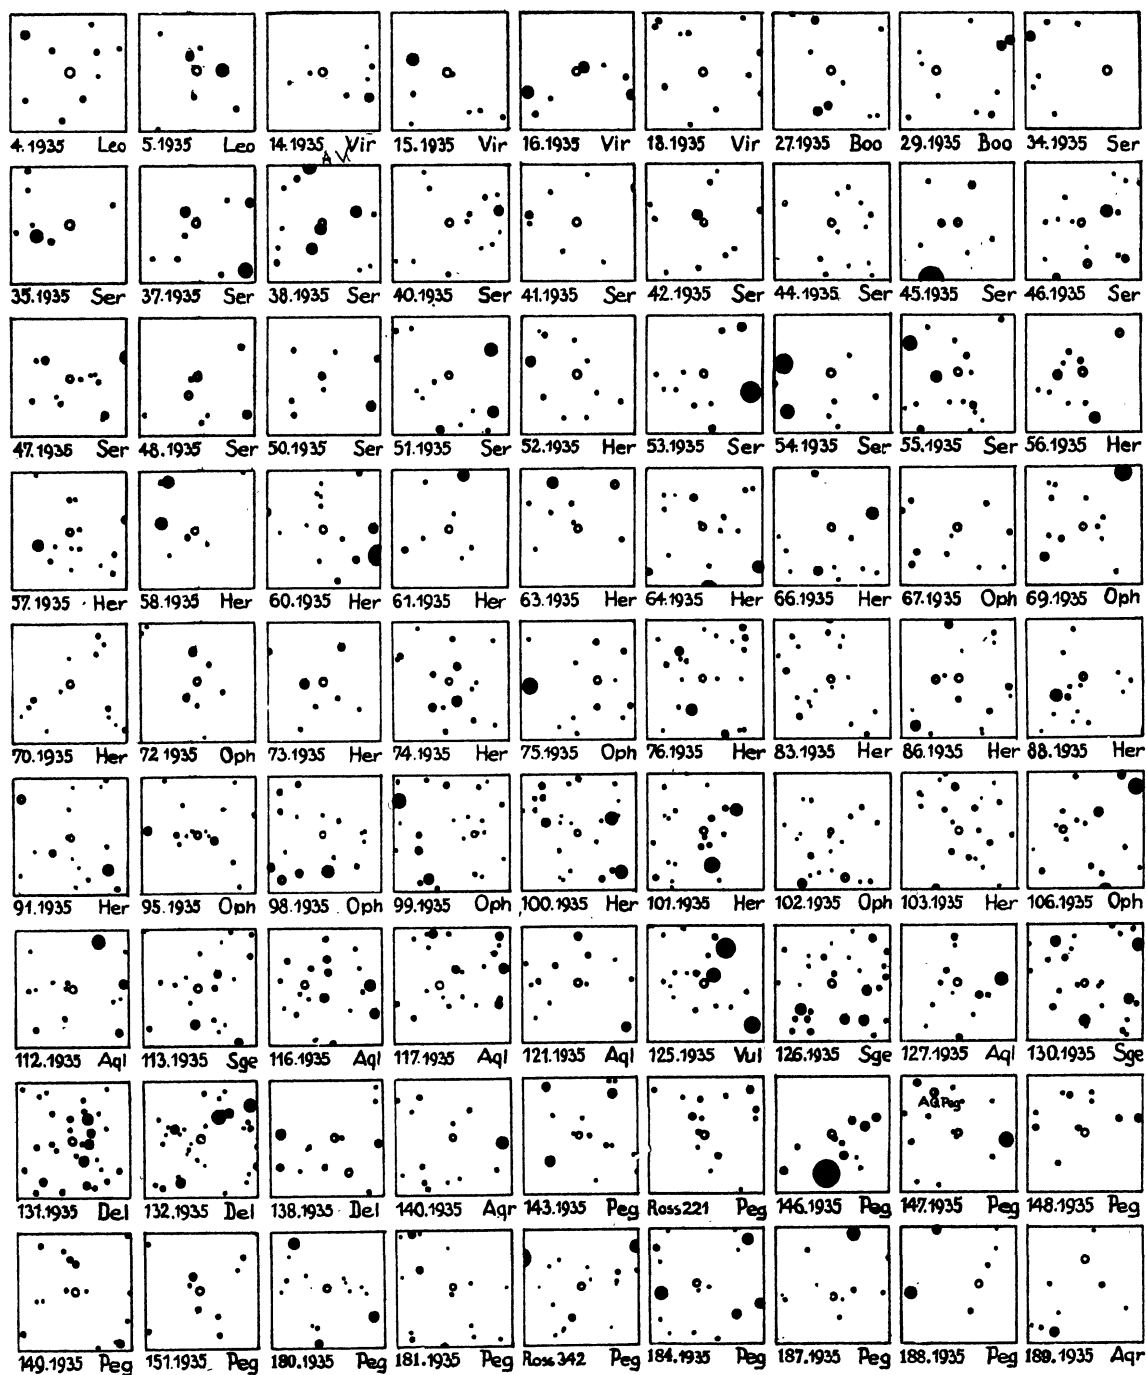 4.1935 Leo 5.1935 Leo 14.1935 Vir 15.1935 Vir 16.1935 Vir 18.1935 Vir 27.1935 Boo 29.1935 Boo 34.1935 Ser
35.1935 Ser 37.1935 Ser 38.1935 Ser 40.1935 Ser 41.1935 Ser 42.1935 Ser 44.1935 Ser 45.1935 Ser 46.1935 Ser
47.1935 Ser 48.1935 Ser 50.1935 Ser 51.1935 Ser 52.1935 Her 53.1935 Ser 54.1935 Ser 55.1935 Ser 56.1935 Her
57.1935 Her 58.1935 Her 60.1935 Her 61.1935 Her 63.1935 Her 64.1935 Her 66.1935 Her 67.1935 Oph 69.1935 Oph
70.1935 Her 72.1935 Oph 73.1935 Her 74.1935 Her 75.1935 Oph 76.1935 Her 83.1935 Her 86.1935 Her 88.1935 Her
91.1935 Her 95.1935 Oph 98.1935 Oph 99.1935 Oph 100.1935 Her 101.1935 Her 102.1935 Oph 103.1935 Her 106.1935 Oph
112.1935 Aql 113.1935 Sge 116.1935 Aql 117.1935 Aql 121.1935 Aql 125.1935 Vul 126.1935 Sge 127.1935 Aql 130.1935 Sge
AG Peg
131.1935 Del 132.1935 Del 138.1935 Del 140.1935 Aqr 143.1935 Peg Ross221 Peg 146.1935 Peg 147.1935 Peg 148.1935 Peg
149.1935 Peg 151.1935 Peg 180.1935 Peg 181.1935 Peg Ross342 Peg 184.1935 Peg 187.1935 Peg 188.1935 Peg 189.1935 Aqr